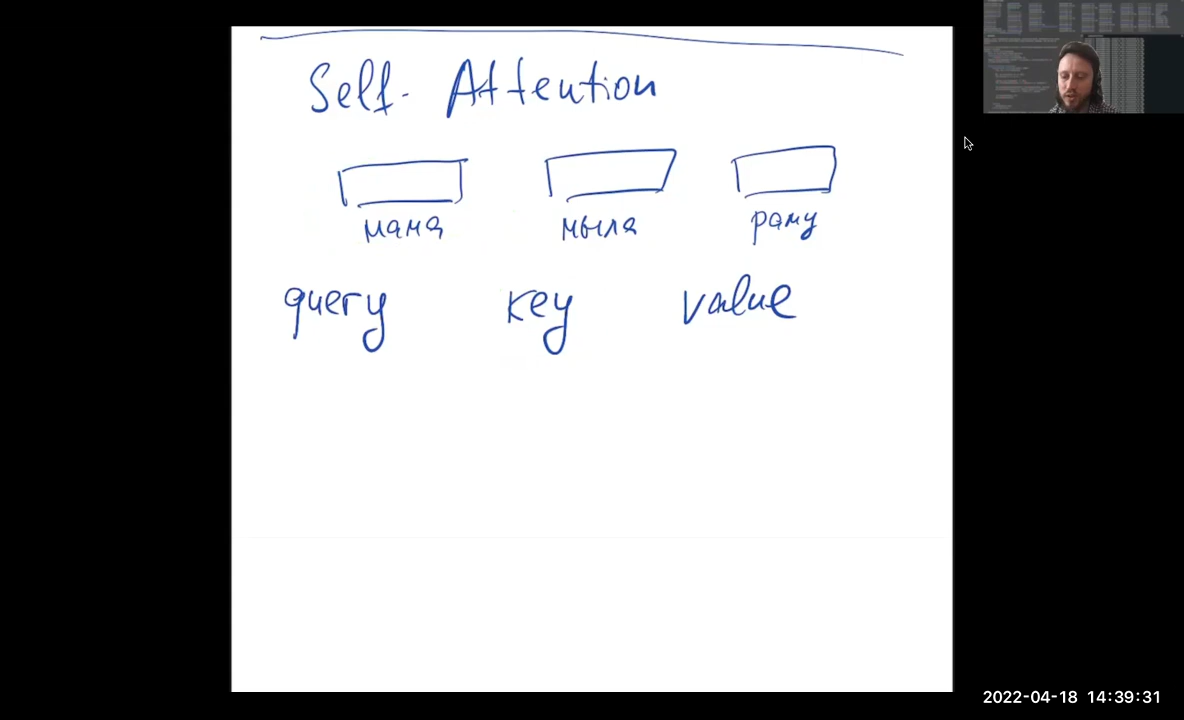 Self-Attention
мама мыла раму
query key value
2022-04-18 14:39:31